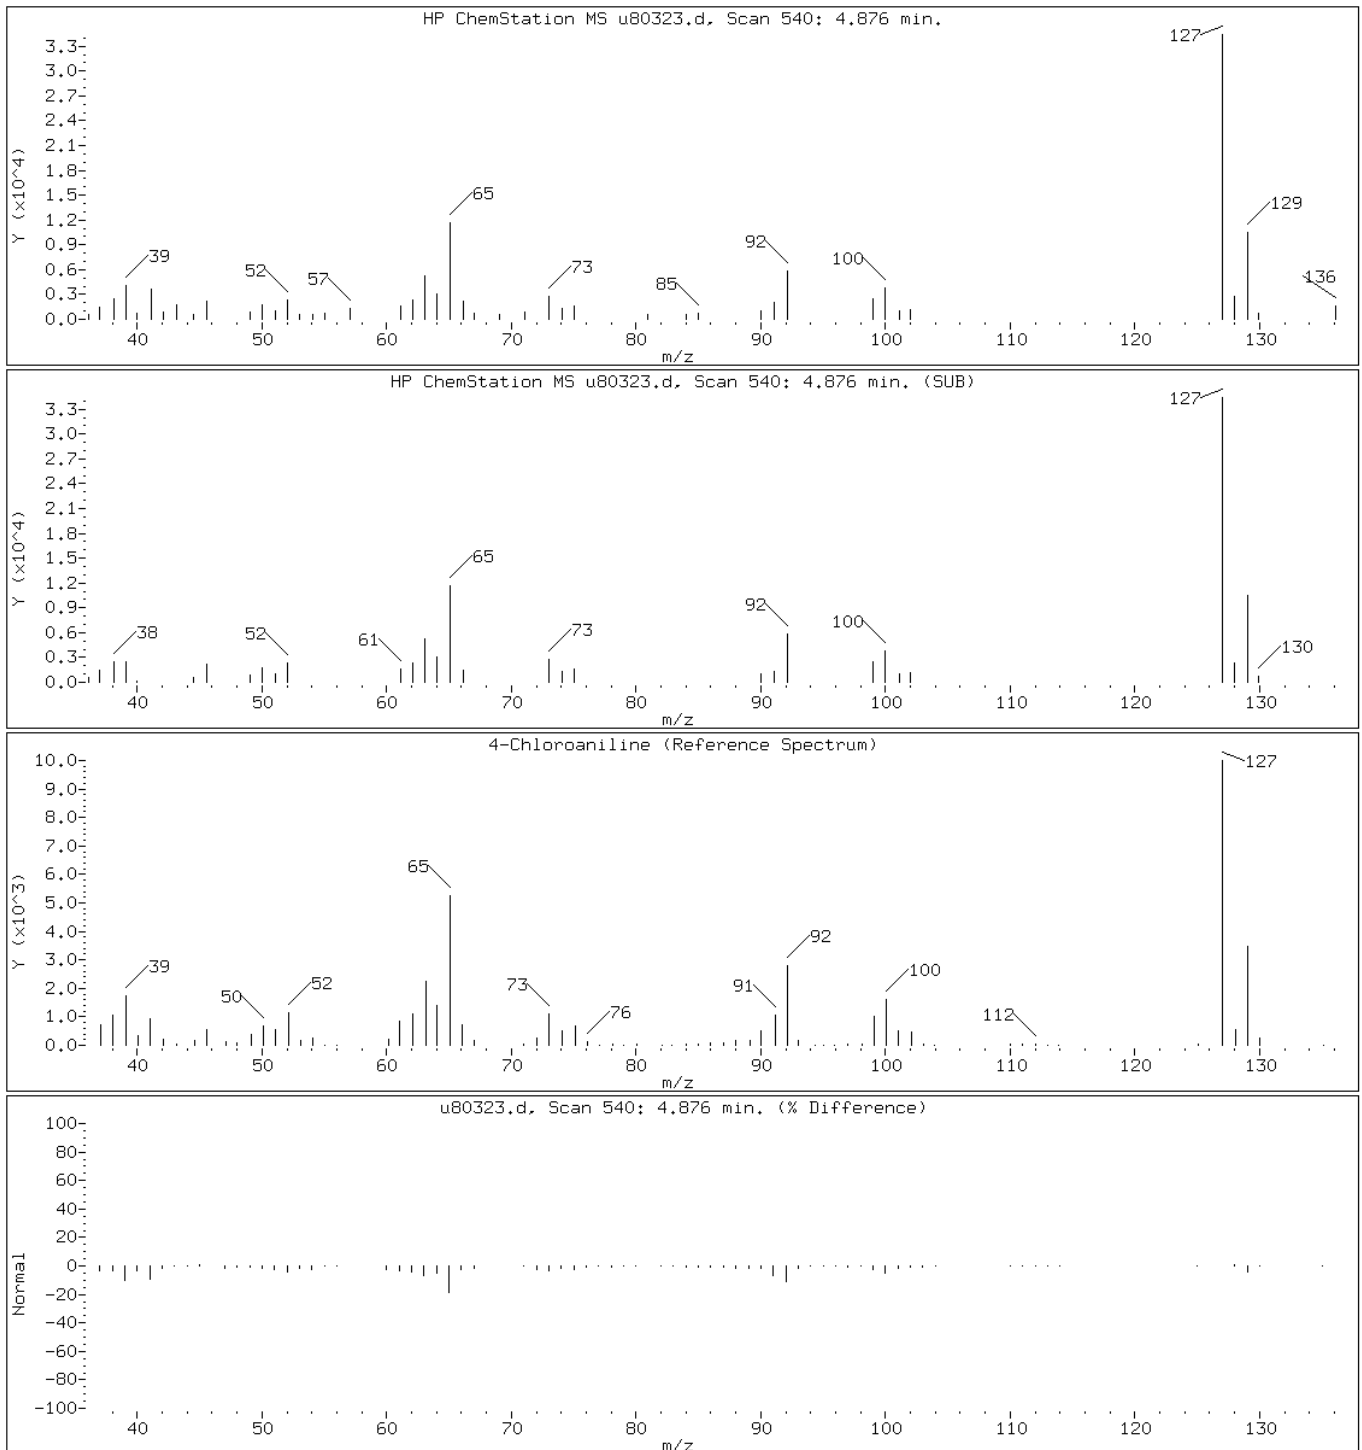 HP ChemStation MS u80323.d, Scan 540: 4.876 min.
Y (x10^4)
3.3
3.0
2.7
2.4
2.1
1.8
1.5
1.2
0.9
0.6
0.3
0.0
39 52 57 65 73 85 92 100 127 129 136
40 50 60 70 80 90 100 110 120 130
m/z
HP ChemStation MS u80323.d, Scan 540: 4.876 min. (SUB)
Y (x10^4)
3.3
3.0
2.7
2.4
2.1
1.8
1.5
1.2
0.9
0.6
0.3
0.0
38 52 61 65 73 92 100 127 130
40 50 60 70 80 90 100 110 120 130
m/z
4-Chloroaniline (Reference Spectrum)
Y (x10^3)
10.0
9.0
8.0
7.0
6.0
5.0
4.0
3.0
2.0
1.0
0.0
39 50 52 65 73 76 91 92 100 112 127
40 50 60 70 80 90 100 110 120 130
m/z
u80323.d, Scan 540: 4.876 min. (% Difference)
Normal
100
80
60
40
20
0
-20
-40
-60
-80
-100
40 50 60 70 80 90 100 110 120 130
m/z